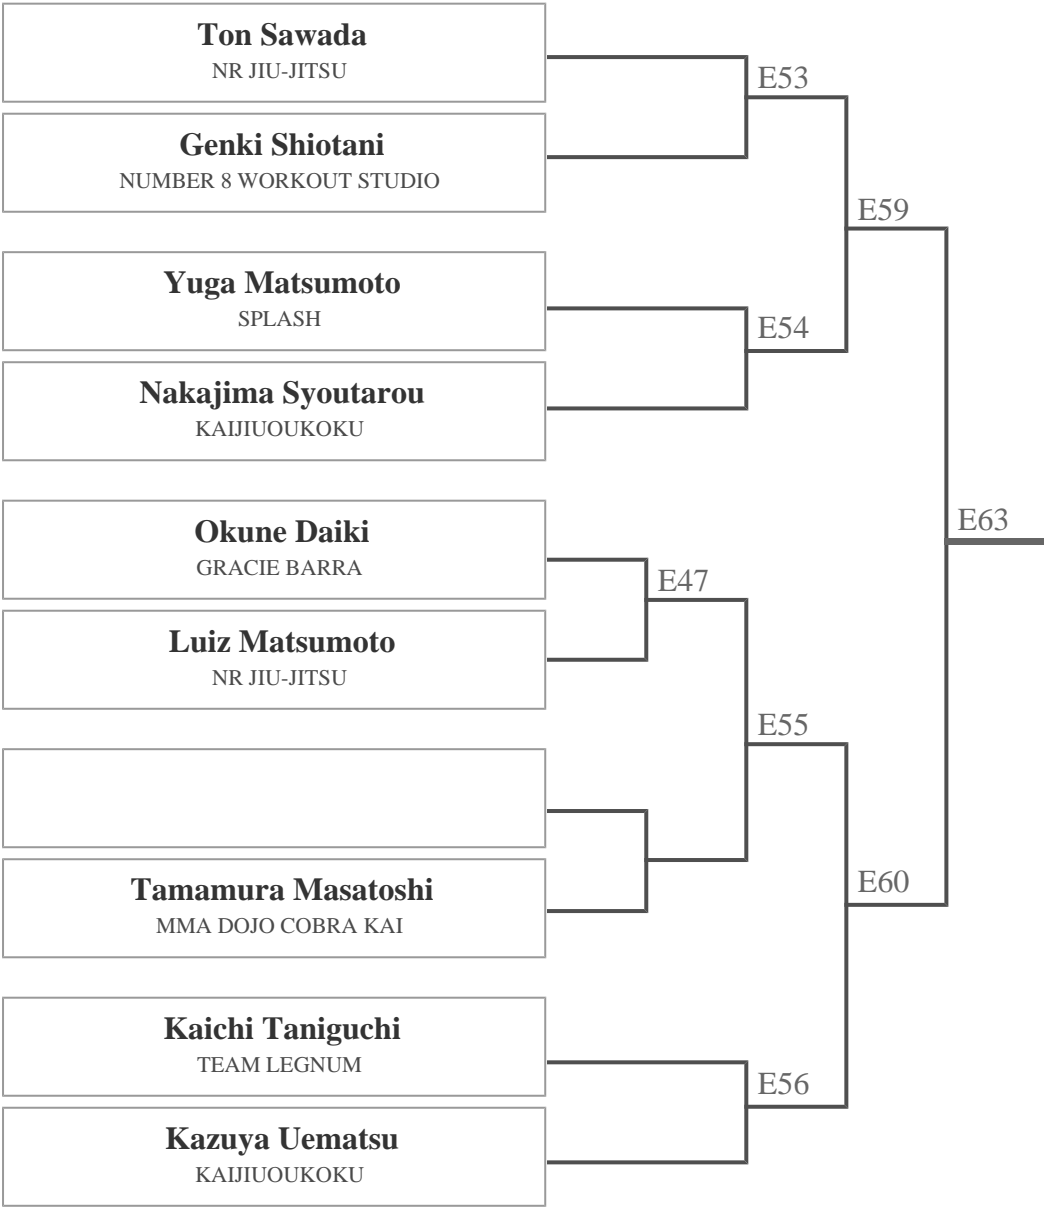 Ton Sawada
NR JIU-JITSU
E53
Genki Shiotani
NUMBER 8 WORKOUT STUDIO
E59
Yuga Matsumoto
SPLASH
E54
Nakajima Syoutarou
KAIJIUOUKOKU
Okune Daiki
GRACIE BARRA
E63
E47
Luiz Matsumoto
NR JIU-JITSU
E55
Tamamura Masatoshi
MMA DOJO COBRA KAI
E60
Kaichi Taniguchi
TEAM LEGNUM
E56
Kazuya Uematsu
KAIJIUOUKOKU